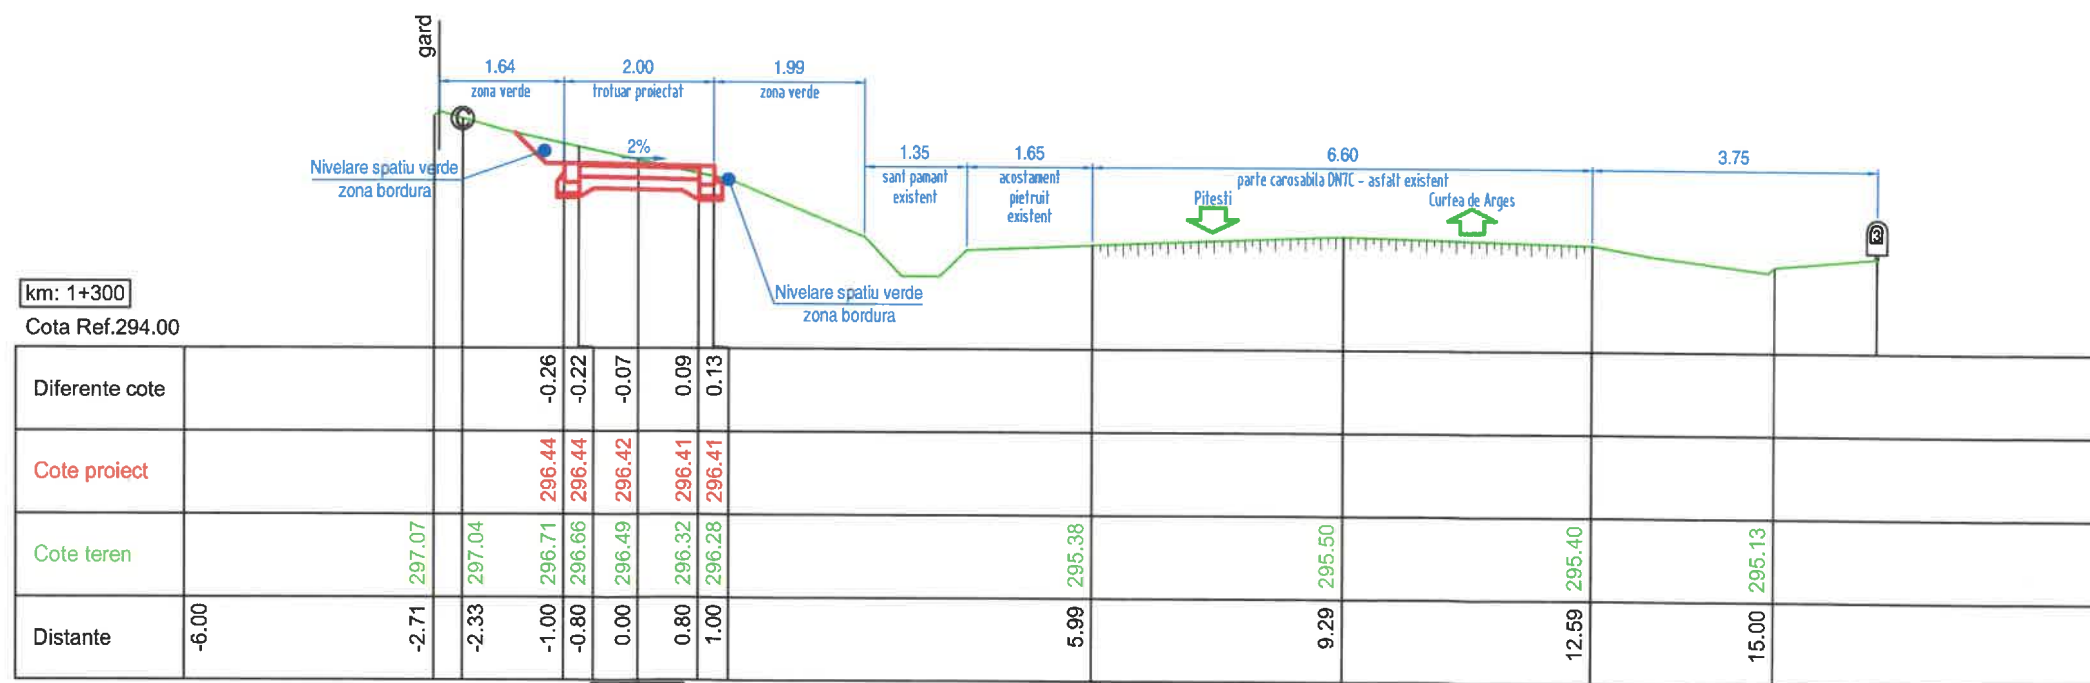 gard
1.64
2.00
1.99
zona verde
trotuar proiectat
zona verde
2%
Nivelare spatiu verde
zona bordura
1.35
1.65
6.60
3.75
sant pamant
existent
acostament
pietruit
existent
parte carosabila DN7C - asfalt existent
Pitesti
Curtea de Arges
Nivelare spatiu verde
zona bordura
km: 1+300
Cota Ref.294.00
Diferente cote
-0.26
-0.22
-0.07
0.09
0.13
Cote proiect
296.44
296.44
296.42
296.41
296.41
Cote teren
297.07
297.04
296.71
296.66
296.49
296.32
296.28
295.38
295.50
295.40
295.13
Distante
-6.00
-2.71
-2.33
-1.00
-0.80
0.00
0.80
1.00
5.99
9.29
12.59
15.00